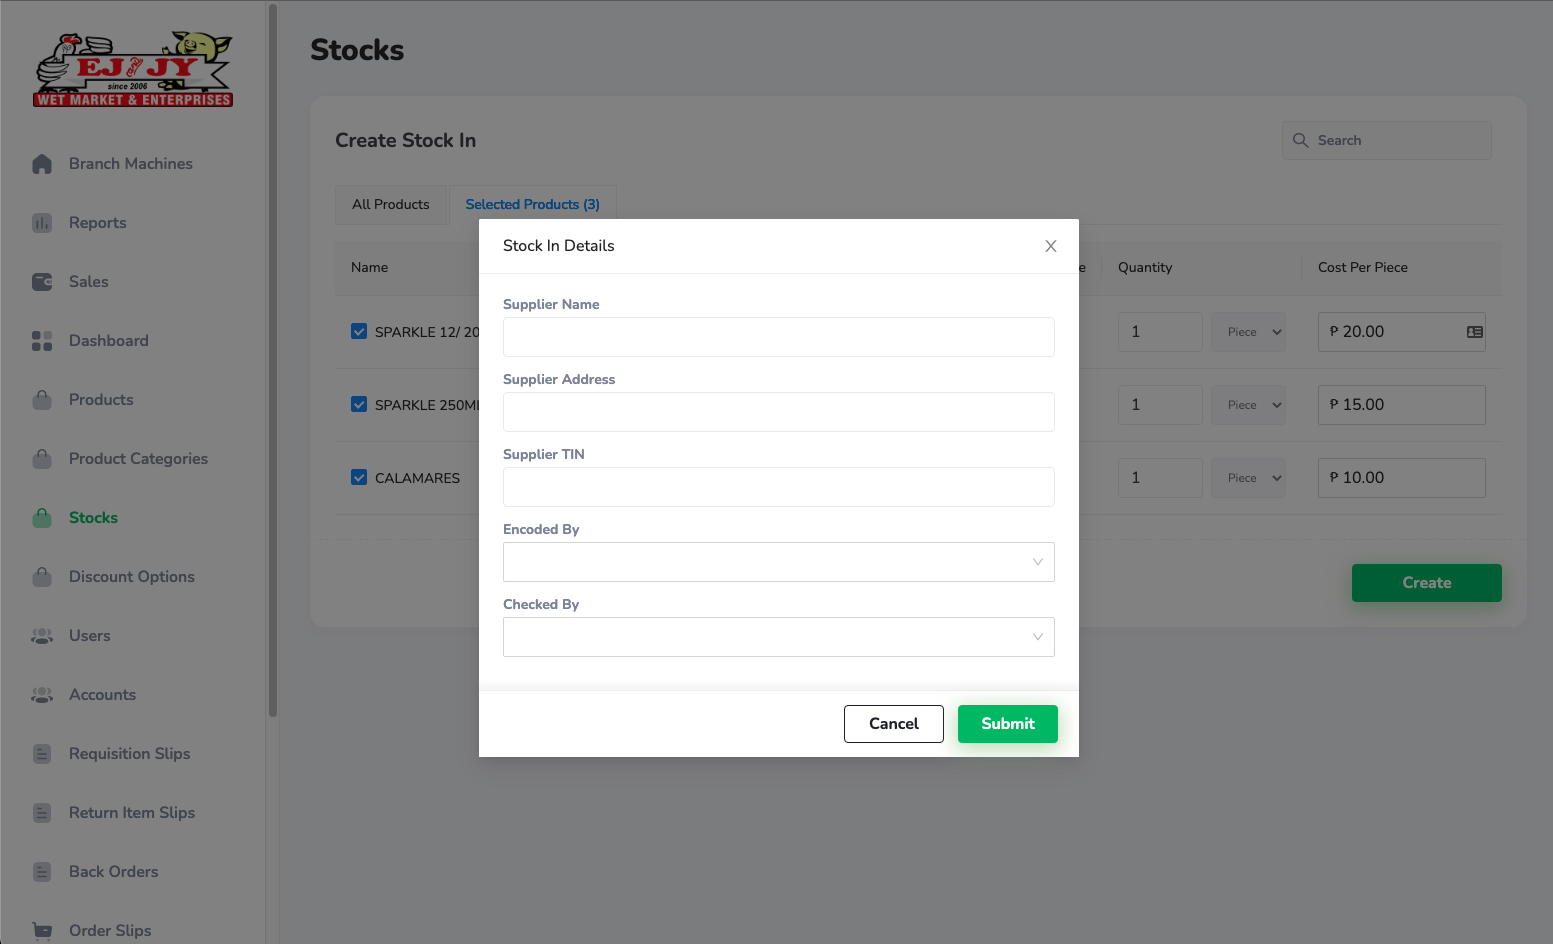 EJ & JY
since 2006
WET MARKET & ENTERPRISES
Branch Machines
Reports
Sales
Dashboard
Products
Product Categories
Stocks
Discount Options
Users
Accounts
Requisition Slips
Return Item Slips
Back Orders
Order Slips
Stocks
Create Stock In
Search
All Products
Selected Products (3)
Name
e
Quantity
Cost Per Piece
SPARKLE 12/ 20
1
Piece
₱ 20.00
SPARKLE 250ML
1
Piece
₱ 15.00
CALAMARES
1
Piece
₱ 10.00
Create
Stock In Details
Supplier Name
Supplier Address
Supplier TIN
Encoded By
Checked By
Cancel
Submit